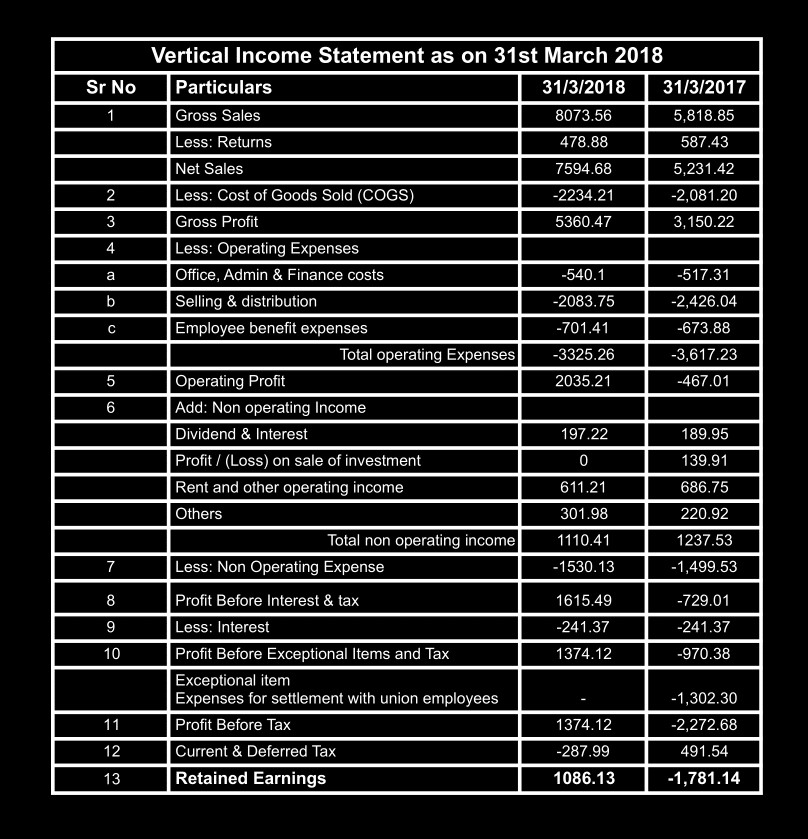 Vertical Income Statement as on 31st March 2018
Sr No Particulars 31/3/2018 31/3/2017
1 Gross Sales 8073.56 5,818.85
Less: Returns 478.88 587.43
Net Sales 7594.68 5,231.42
2 Less: Cost of Goods Sold (COGS) -2234.21 -2,081.20
3 Gross Profit 5360.47 3,150.22
4 Less: Operating Expenses
a Office, Admin & Finance costs -540.1 -517.31
b Selling & distribution -2083.75 -2,426.04
c Employee benefit expenses -701.41 -673.88
Total operating Expenses -3325.26 -3,617.23
5 Operating Profit 2035.21 -467.01
6 Add: Non operating Income
Dividend & Interest 197.22 189.95
Profit / (Loss) on sale of investment 0 139.91
Rent and other operating income 611.21 686.75
Others 301.98 220.92
Total non operating income 1110.41 1237.53
7 Less: Non Operating Expense -1530.13 -1,499.53
8 Profit Before Interest & tax 1615.49 -729.01
9 Less: Interest -241.37 -241.37
10 Profit Before Exceptional Items and Tax 1374.12 -970.38
Exceptional item
Expenses for settlement with union employees - -1,302.30
11 Profit Before Tax 1374.12 -2,272.68
12 Current & Deferred Tax -287.99 491.54
13 Retained Earnings 1086.13 -1,781.14